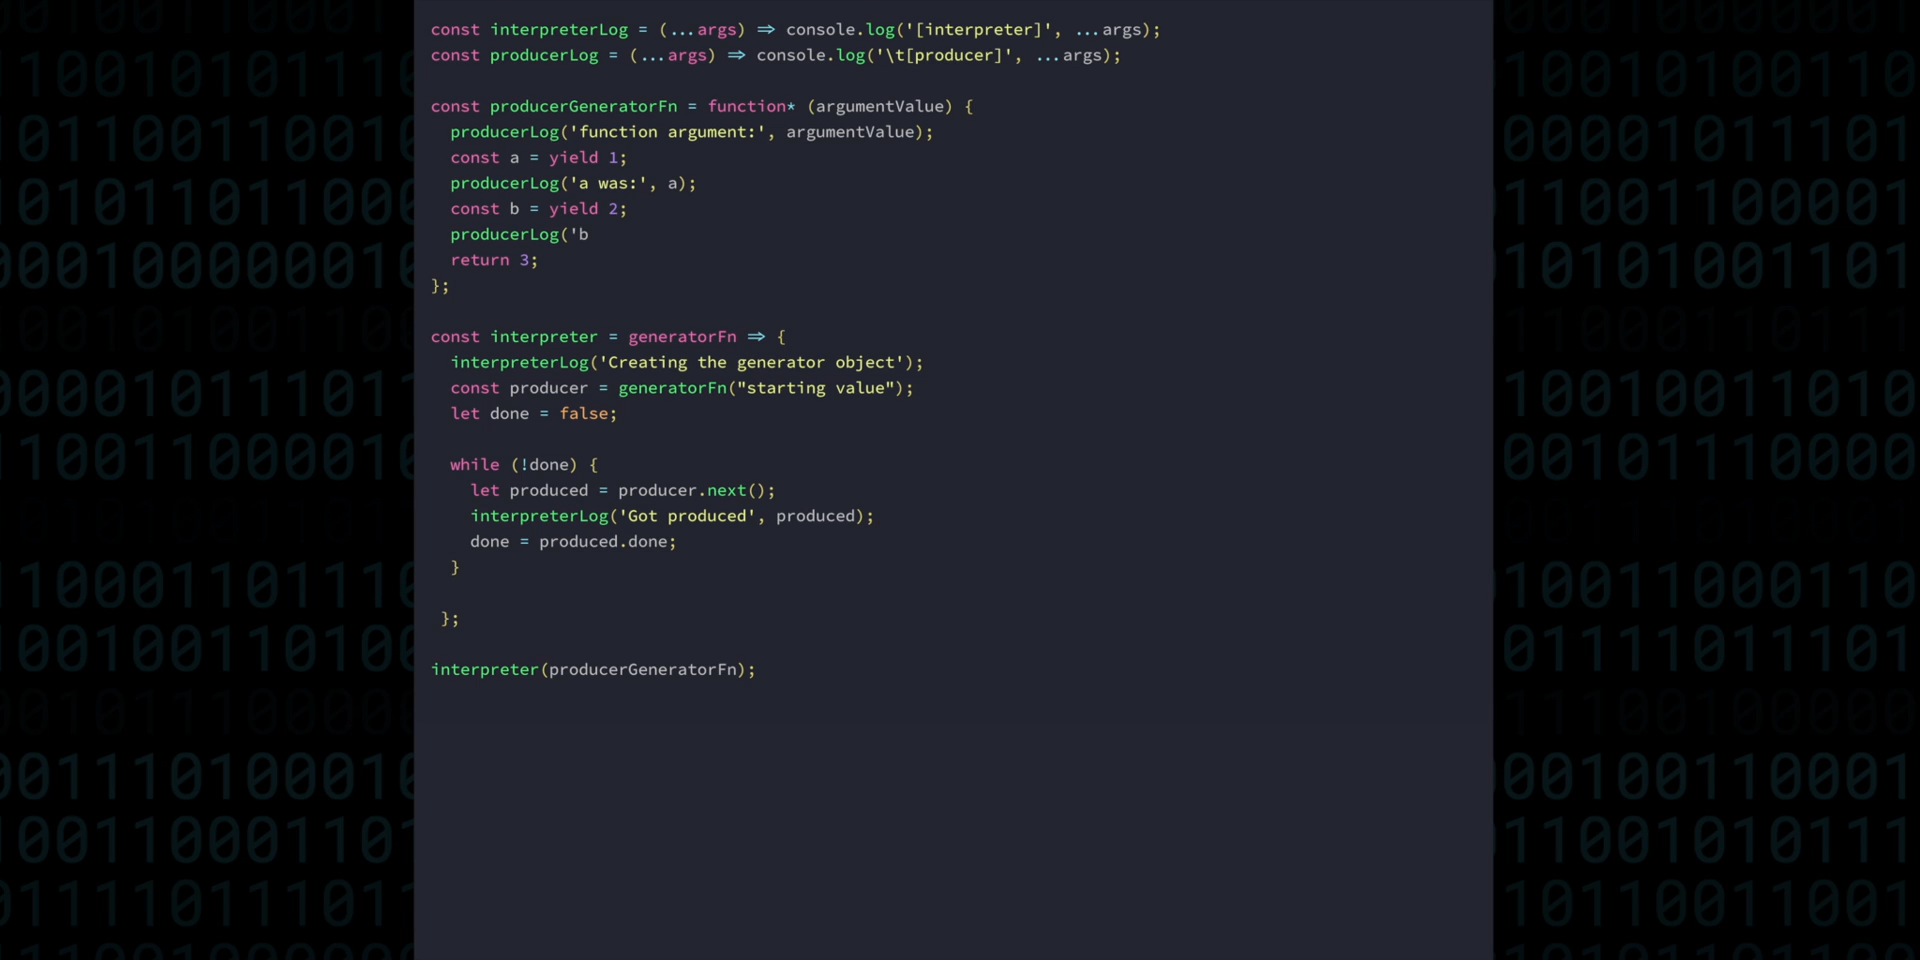 const interpreterLog = (...args) => console.log('[interpreter]', ...args);
const producerLog = (...args) => console.log('\t[producer]', ...args);
const producerGeneratorFn = function* (argumentValue) {
producerLog('function argument:', argumentValue);
const a = yield 1;
producerLog('a was:', a);
const b = yield 2;
producerLog('b
return 3;
};
const interpreter = generatorFn => {
interpreterLog('Creating the generator object');
const producer = generatorFn("starting value");
let done = false;
while (!done) {
let produced = producer.next();
interpreterLog('Got produced', produced);
done = produced.done;
}
};
interpreter(producerGeneratorFn);